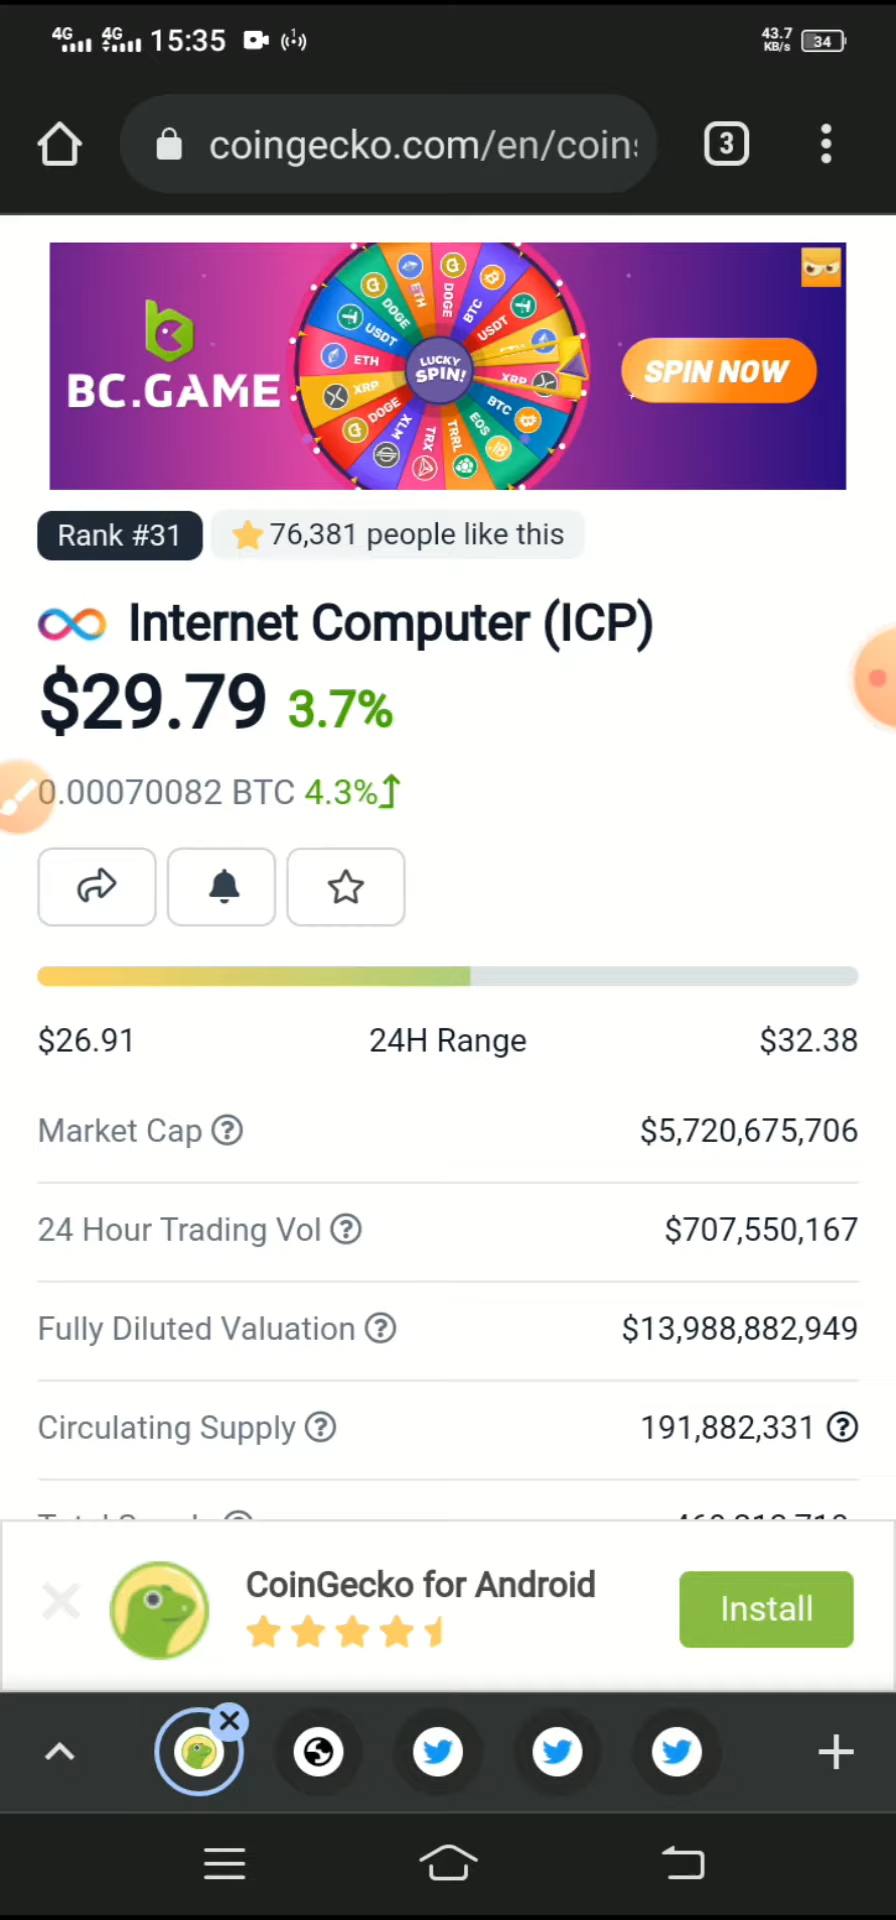 4G 4G 15:35 43.7 KB/s 34
coingecko.com/en/coins
3
BC.GAME
LUCKY SPIN!
ETH
DOGE
BTC
USDT
XRP
BTC
EOS
TRRL
TRX
XLM
DOGE
XRP
ETH
USDT
DOGE
SPIN NOW
Rank #31 76,381 people like this
Internet Computer (ICP)
$29.79 3.7%
0.00070082 BTC 4.3%
$26.91 24H Range $32.38
Market Cap ? $5,720,675,706
24 Hour Trading Vol ? $707,550,167
Fully Diluted Valuation ? $13,988,882,949
Circulating Supply ? 191,882,331 ?
CoinGecko for Android
Install